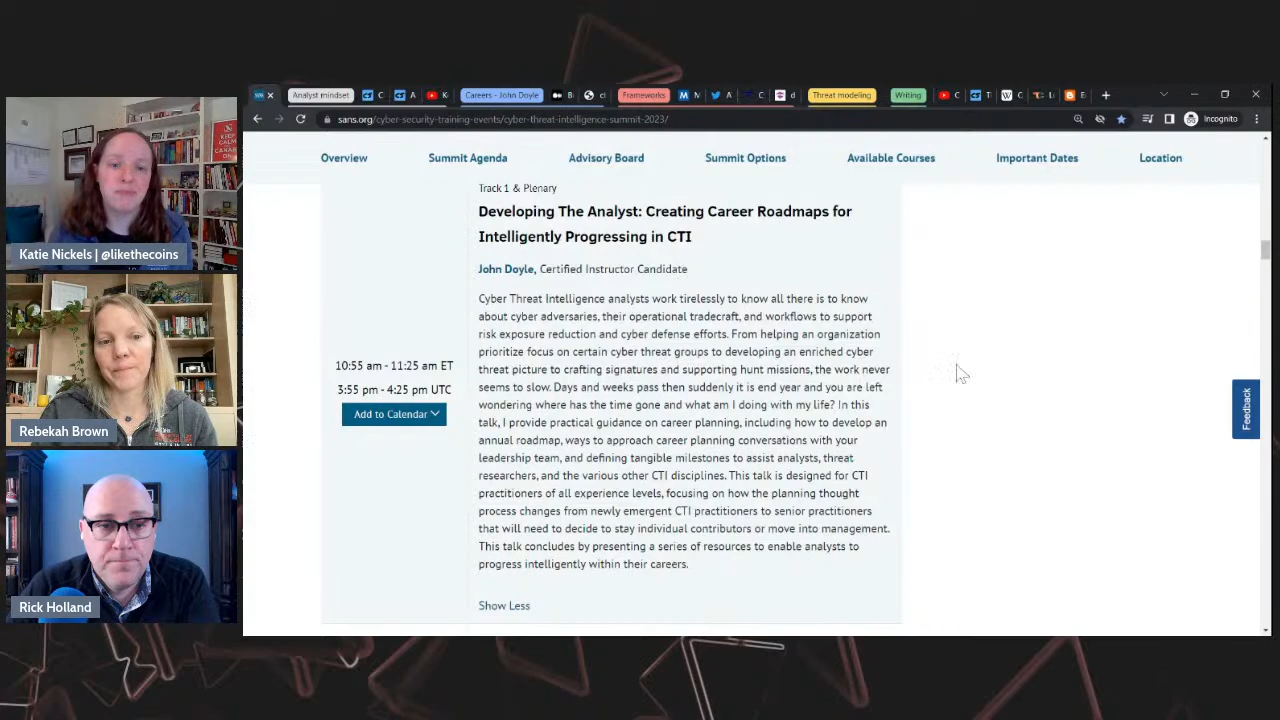 Analyst mindset
Careers - John Doyle
Frameworks
Threat modeling
Writing
sans.org/cyber-security-training-events/cyber-threat-intelligence-summit-2023/
Incognito
Overview
Summit Agenda
Advisory Board
Summit Options
Available Courses
Important Dates
Location
Track 1 & Plenary
Developing The Analyst: Creating Career Roadmaps for
Intelligently Progressing in CTI
John Doyle, Certified Instructor Candidate
10:55 am - 11:25 am ET
3:55 pm - 4:25 pm UTC
Add to Calendar
Cyber Threat Intelligence analysts work tirelessly to know all there is to know
about cyber adversaries, their operational tradecraft, and workflows to support
risk exposure reduction and cyber defense efforts. From helping an organization
prioritize focus on certain cyber threat groups to developing an enriched cyber
threat picture to crafting signatures and supporting hunt missions, the work never
seems to slow. Days and weeks pass then suddenly it is end year and you are left
wondering where has the time gone and what am I doing with my life? In this
talk, I provide practical guidance on career planning, including how to develop an
annual roadmap, ways to approach career planning conversations with your
leadership team, and defining tangible milestones to assist analysts, threat
researchers, and the various other CTI disciplines. This talk is designed for CTI
practitioners of all experience levels, focusing on how the planning thought
process changes from newly emergent CTI practitioners to senior practitioners
that will need to decide to stay individual contributors or move into management.
This talk concludes by presenting a series of resources to enable analysts to
progress intelligently within their careers.
Show Less
Feedback
Katie Nickels | @likethecoins
Rebekah Brown
Rick Holland
KEEP
CALM